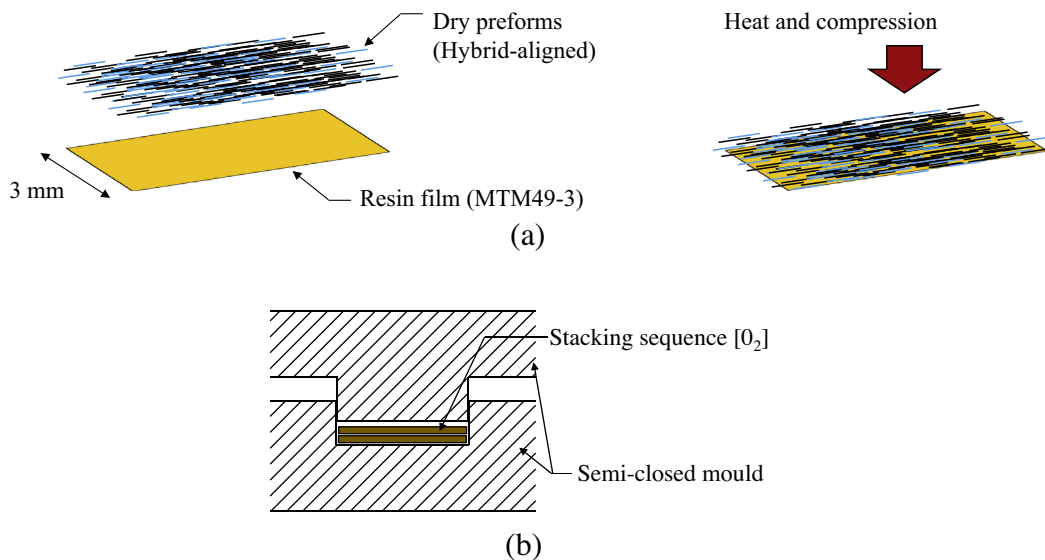 Dry preforms
(Hybrid-aligned)
Heat and compression
3 mm
Resin film (MTM49-3)
(a)
Stacking sequence [0₂]
Semi-closed mould
(b)